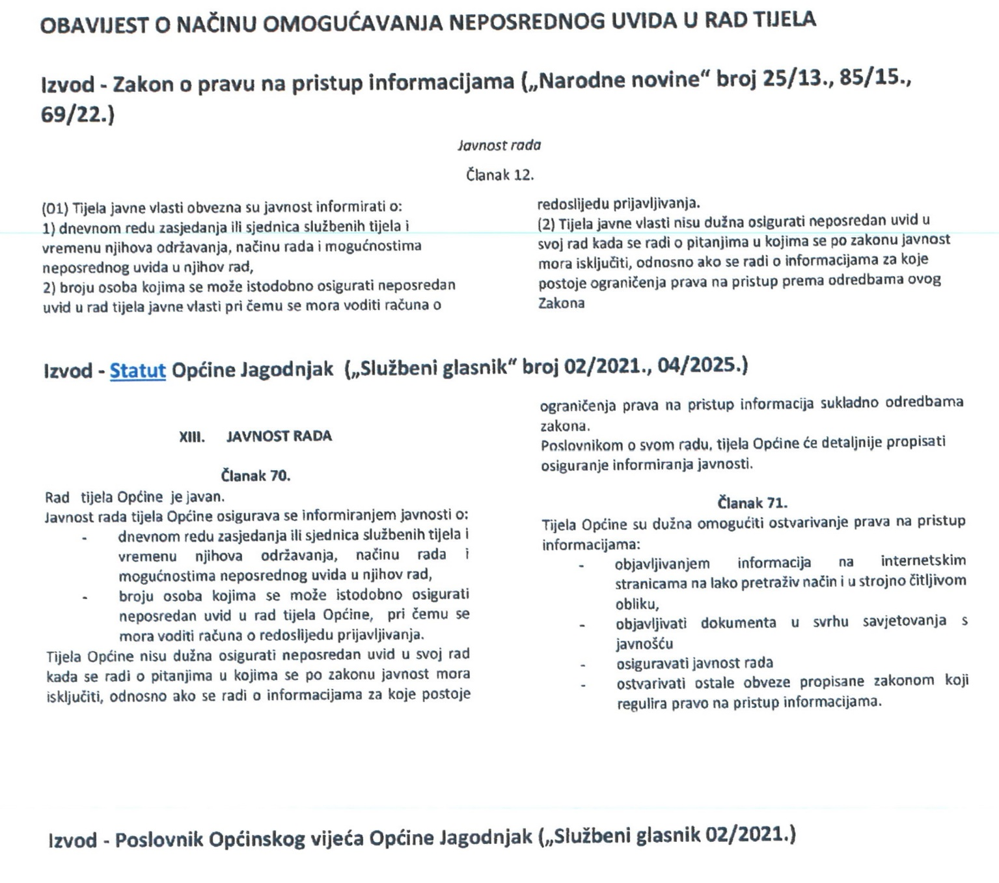 OBAVIJEST O NAČINU OMOGUĆAVANJA NEPOSREDNOG UVIDA U RAD TIJELA
Izvod - Zakon o pravu na pristup informacijama („Narodne novine“ broj 25/13., 85/15.,
69/22.)
Javnost rada
Članak 12.
(01) Tijela javne vlasti obvezna su javnost informirati o:
1) dnevnom redu zasjedanja ili sjednica službenih tijela i
vremenu njihova održavanja, načinu rada i mogućnostima
neposrednog uvida u njihov rad,
2) broju osoba kojima se može istodobno osigurati neposredan
uvid u rad tijela javne vlasti pri čemu se mora voditi računa o
redoslijedu prijavljivanja.
(2) Tijela javne vlasti nisu dužna osigurati neposredan uvid u
svoj rad kada se radi o pitanjima u kojima se po zakonu javnost
mora isključiti, odnosno ako se radi o informacijama za koje
postoje ograničenja prava na pristup prema odredbama ovog
Zakona
Izvod - Statut Općine Jagodnjak („Službeni glasnik“ broj 02/2021., 04/2025.)
XIII. JAVNOST RADA
Članak 70.
Rad tijela Općine je javan.
Javnost rada tijela Općine osigurava se informiranjem javnosti o:
- dnevnom redu zasjedanja ili sjednica službenih tijela i
vremenu njihova održavanja, načinu rada i
mogućnostima neposrednog uvida u njihov rad,
- broju osoba kojima se može istodobno osigurati
neposredan uvid u rad tijela Općine, pri čemu se
mora voditi računa o redoslijedu prijavljivanja.
Tijela Općine nisu dužna osigurati neposredan uvid u svoj rad
kada se radi o pitanjima u kojima se po zakonu javnost mora
isključiti, odnosno ako se radi o informacijama za koje postoje
ograničenja prava na pristup informacija sukladno odredbama
zakona.
Poslovnikom o svom radu, tijela Općine će detaljnije propisati
osiguranje informiranja javnosti.
Članak 71.
Tijela Općine su dužna omogućiti ostvarivanje prava na pristup
informacijama:
- objavljivanjem informacija na internetskim
stranicama na lako pretraživ način i u strojno čitljivom
obliku,
- objavljivati dokumenta u svrhu savjetovanja s
javnošću
- osiguravati javnost rada
- ostvarivati ostale obveze propisane zakonom koji
regulira pravo na pristup informacijama.
Izvod - Poslovnik Općinskog vijeća Općine Jagodnjak („Službeni glasnik 02/2021.)